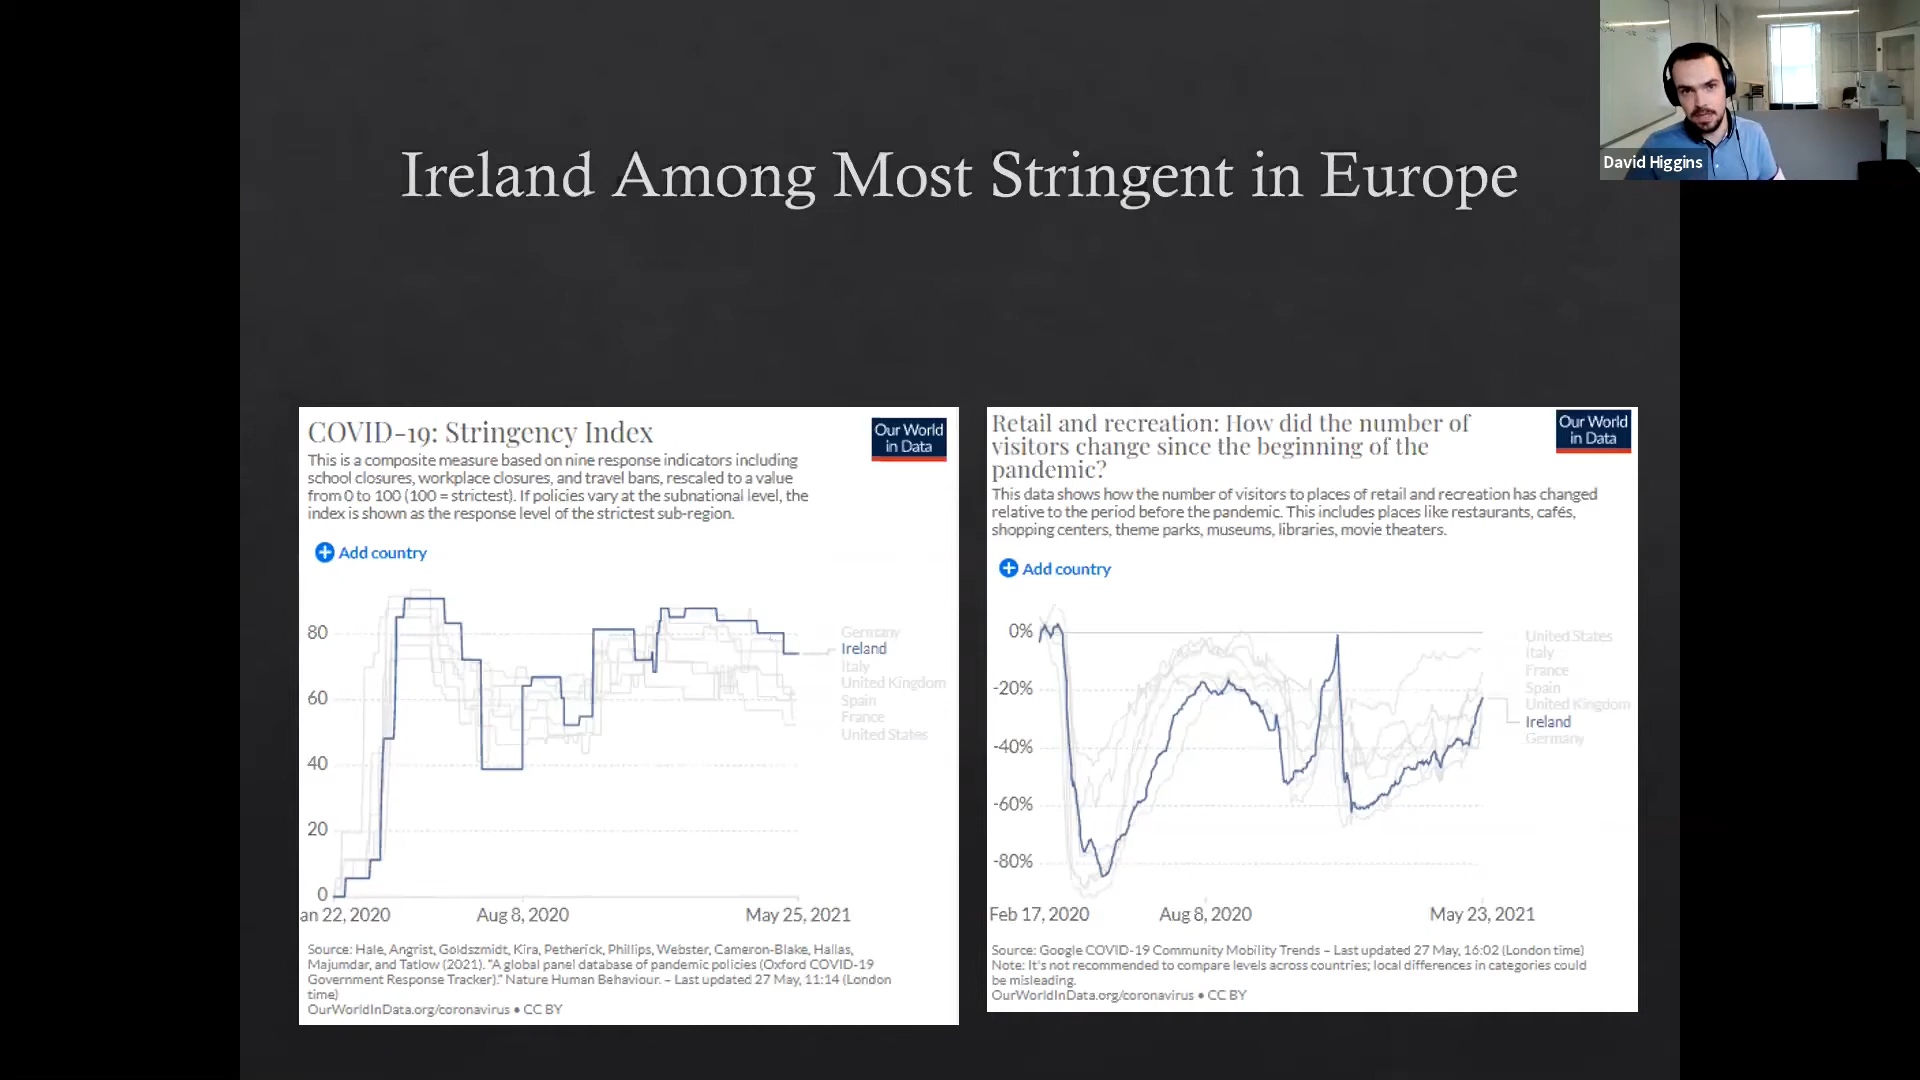 Ireland Among Most Stringent in Europe
David Higgins
COVID-19: Stringency Index
Our World
in Data
This is a composite measure based on nine response indicators including
school closures, workplace closures, and travel bans, rescaled to a value
from 0 to 100 (100 = strictest). If policies vary at the subnational level, the
index is shown as the response level of the strictest sub-region.
Add country
80
60
40
20
0
Germany
Ireland
Italy
United Kingdom
Spain
France
United States
an 22, 2020
Aug 8, 2020
May 25, 2021
Source: Hale, Angrist, Goldszmidt, Kira, Petherick, Phillips, Webster, Cameron-Blake, Hallas,
Majumdar, and Tatlow (2021). "A global panel database of pandemic policies (Oxford COVID-19
Government Response Tracker)." Nature Human Behaviour. – Last updated 27 May, 11:14 (London
time)
OurWorldInData.org/coronavirus • CC BY
Retail and recreation: How did the number of
visitors change since the beginning of the
pandemic?
Our World
in Data
This data shows how the number of visitors to places of retail and recreation has changed
relative to the period before the pandemic. This includes places like restaurants, cafés,
shopping centers, theme parks, museums, libraries, movie theaters.
Add country
0%
-20%
-40%
-60%
-80%
United States
Italy
France
Spain
United Kingdom
Ireland
Germany
Feb 17, 2020
Aug 8, 2020
May 23, 2021
Source: Google COVID-19 Community Mobility Trends – Last updated 27 May, 16:02 (London time)
Note: It's not recommended to compare levels across countries; local differences in categories could
be misleading.
OurWorldInData.org/coronavirus • CC BY